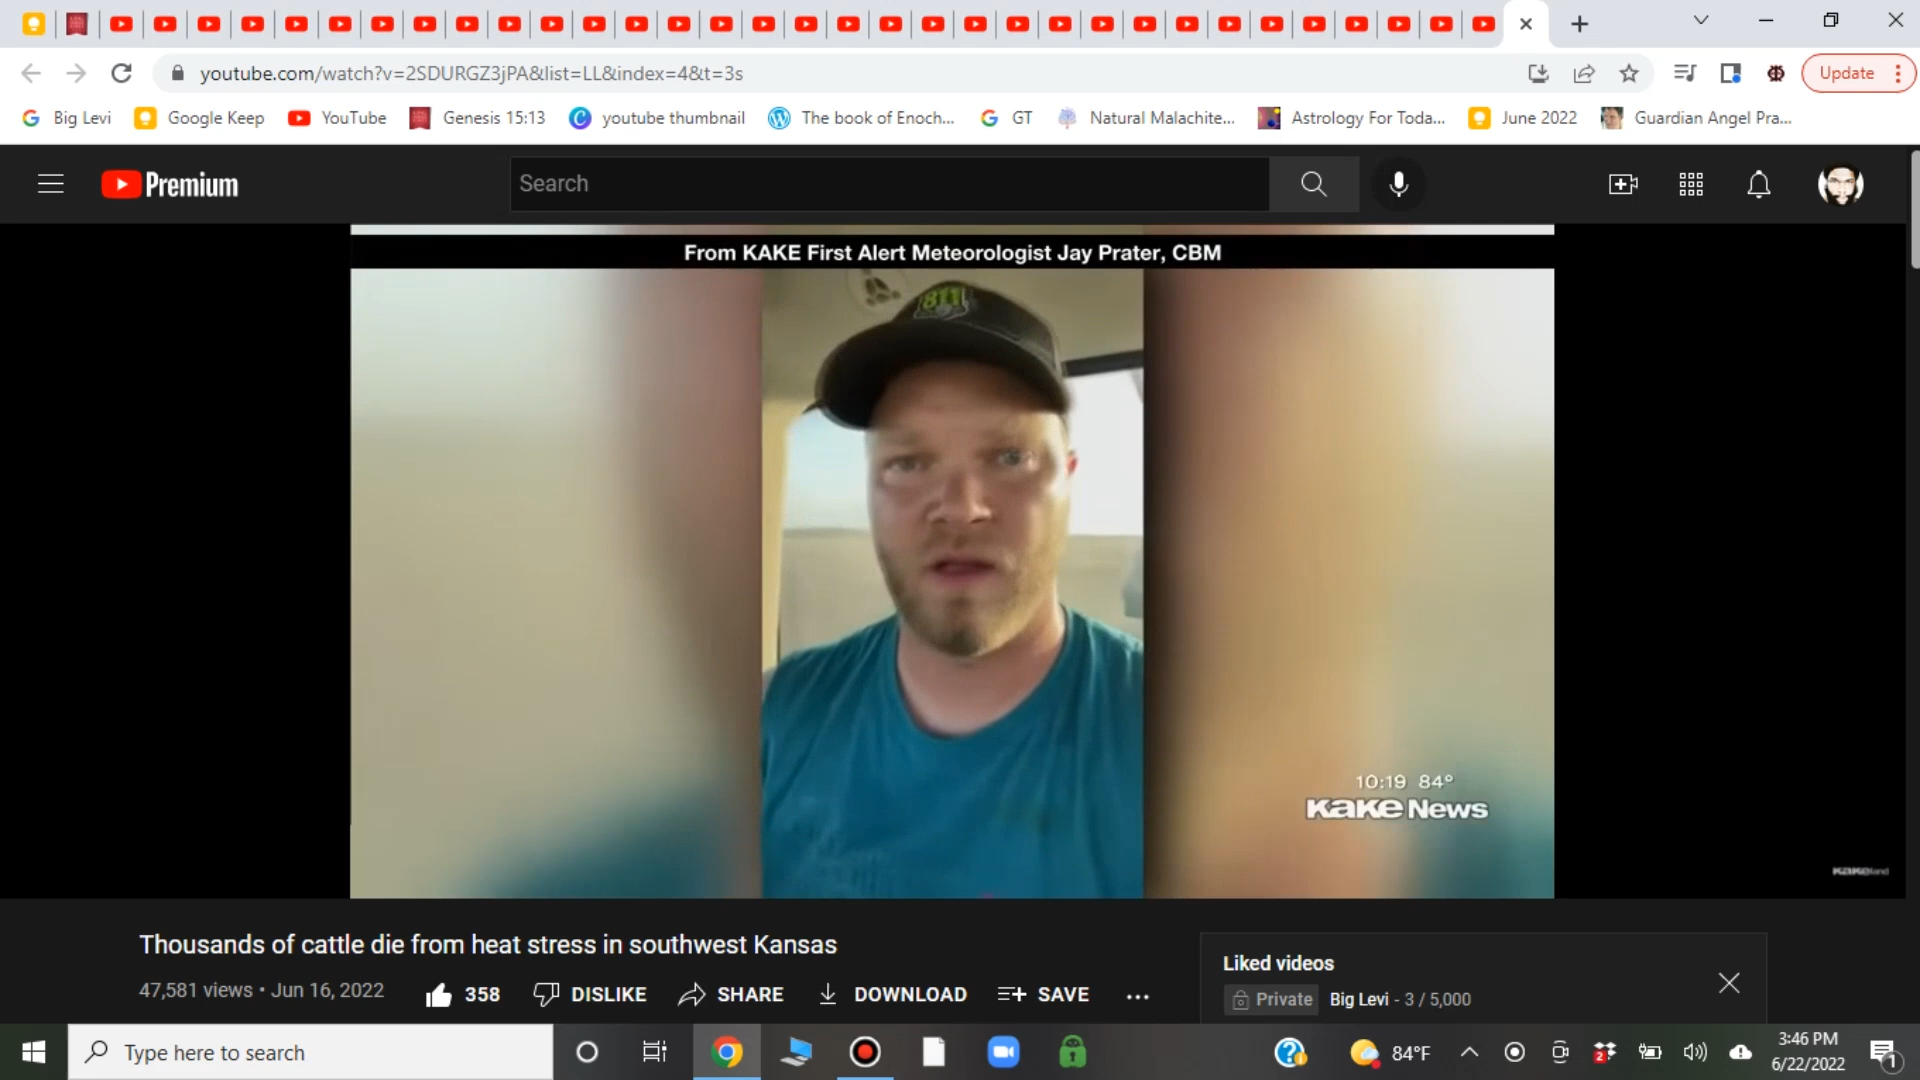 youtube.com/watch?v=2SDURGZ3jPA&list=LL&index=4&t=3s
Update
Big Levi
Google Keep
YouTube
Genesis 15:13
youtube thumbnail
The book of Enoch...
GT
Natural Malachite...
Astrology For Toda...
June 2022
Guardian Angel Pra...
Premium
Search
From KAKE First Alert Meteorologist Jay Prater, CBM
811
10:19 84°
KAKE News
KAKEland
Thousands of cattle die from heat stress in southwest Kansas
47,581 views • Jun 16, 2022
358
DISLIKE
SHARE
DOWNLOAD
SAVE
Liked videos
Private
Big Levi - 3 / 5,000
Type here to search
2
84°F
3:46 PM
6/22/2022
1